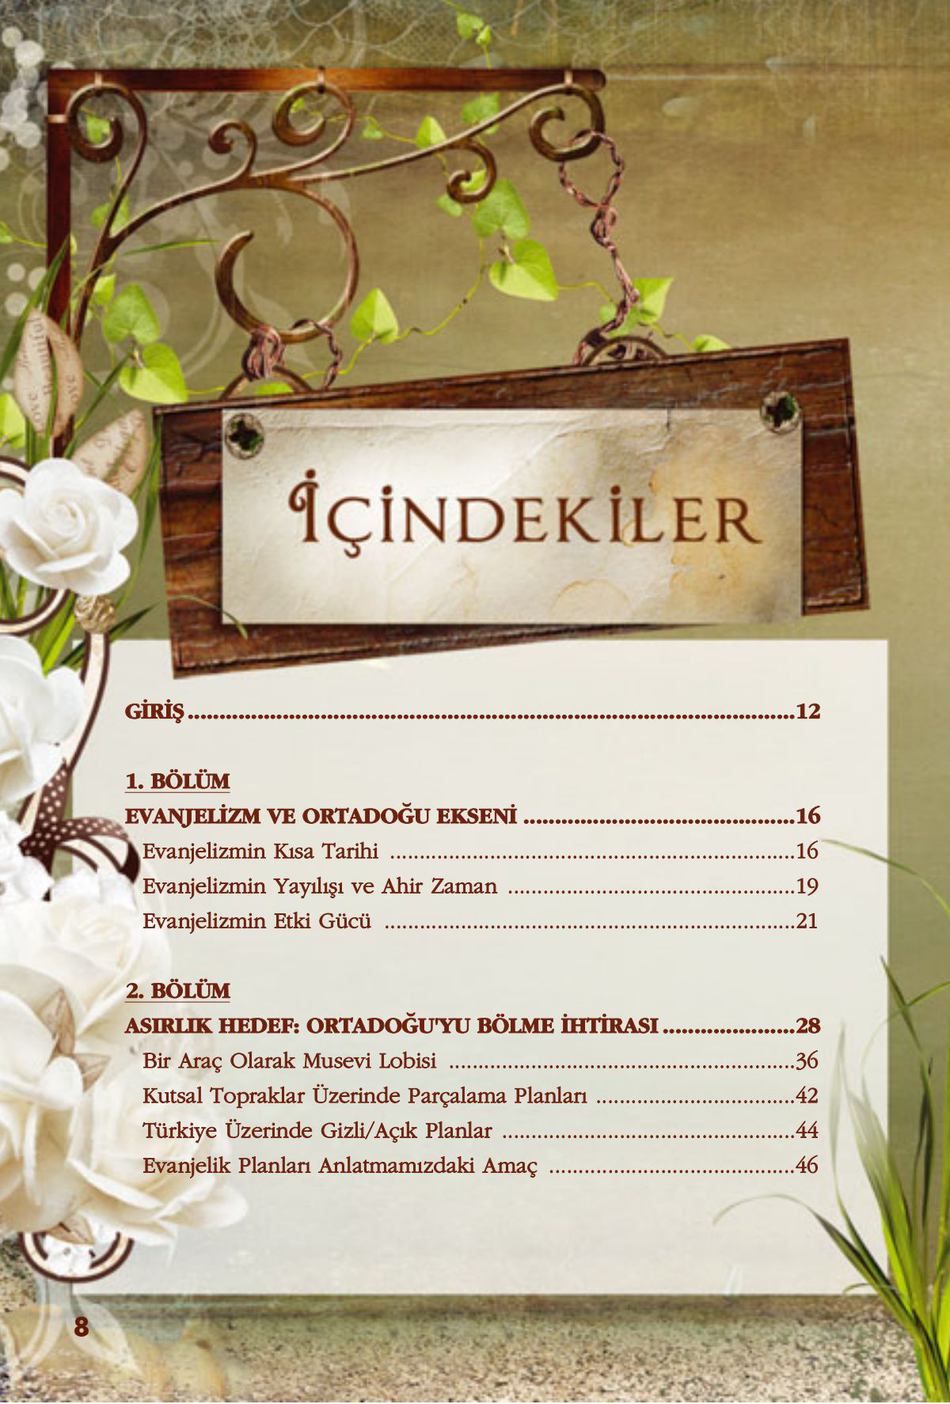 İÇİNDEKİLER
GİRİŞ ................................................................................................12
1. BÖLÜM
EVANJELİZM VE ORTADOĞU EKSENİ ...........................................16
Evanjelizmin Kısa Tarihi .....................................................................16
Evanjelizmin Yayılışı ve Ahir Zaman .................................................19
Evanjelizmin Etki Gücü ......................................................................21
2. BÖLÜM
ASIRLIK HEDEF: ORTADOĞU'YU BÖLME İHTİRASI .....................28
Bir Araç Olarak Musevi Lobisi ...........................................................36
Kutsal Topraklar Üzerinde Parçalama Planları ..................................42
Türkiye Üzerinde Gizli/Açık Planlar ..................................................44
Evanjelik Planları Anlatmamızdaki Amaç ..........................................46
8